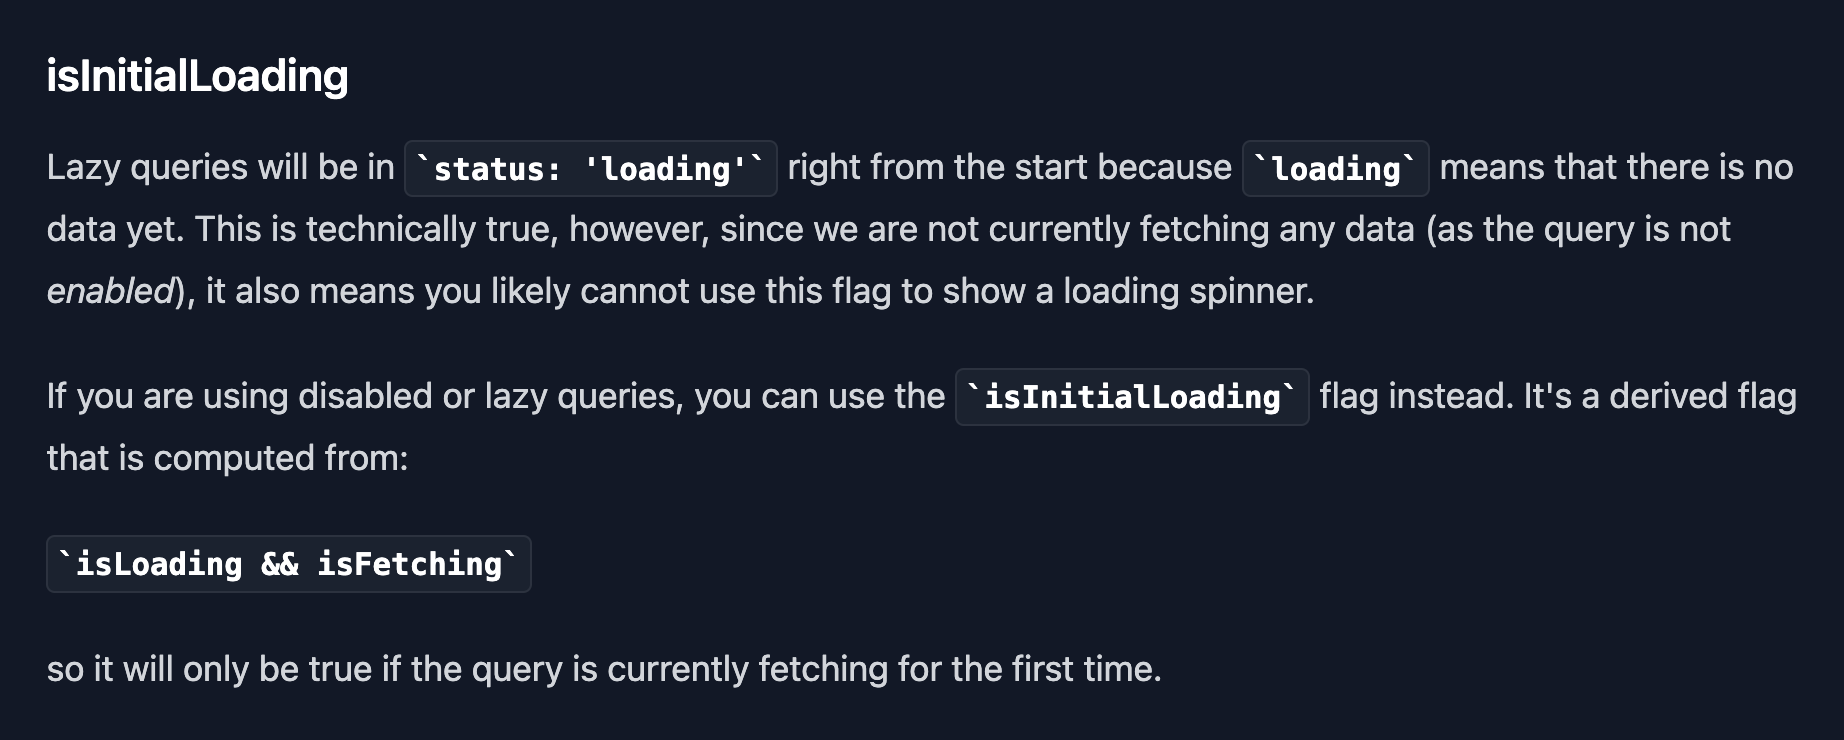 isInitialLoading
Lazy queries will be in `status: 'loading'` right from the start because `loading` means that there is no
data yet. This is technically true, however, since we are not currently fetching any data (as the query is not
enabled), it also means you likely cannot use this flag to show a loading spinner.
If you are using disabled or lazy queries, you can use the `isInitialLoading` flag instead. It's a derived flag
that is computed from:
`isLoading && isFetching`
so it will only be true if the query is currently fetching for the first time.